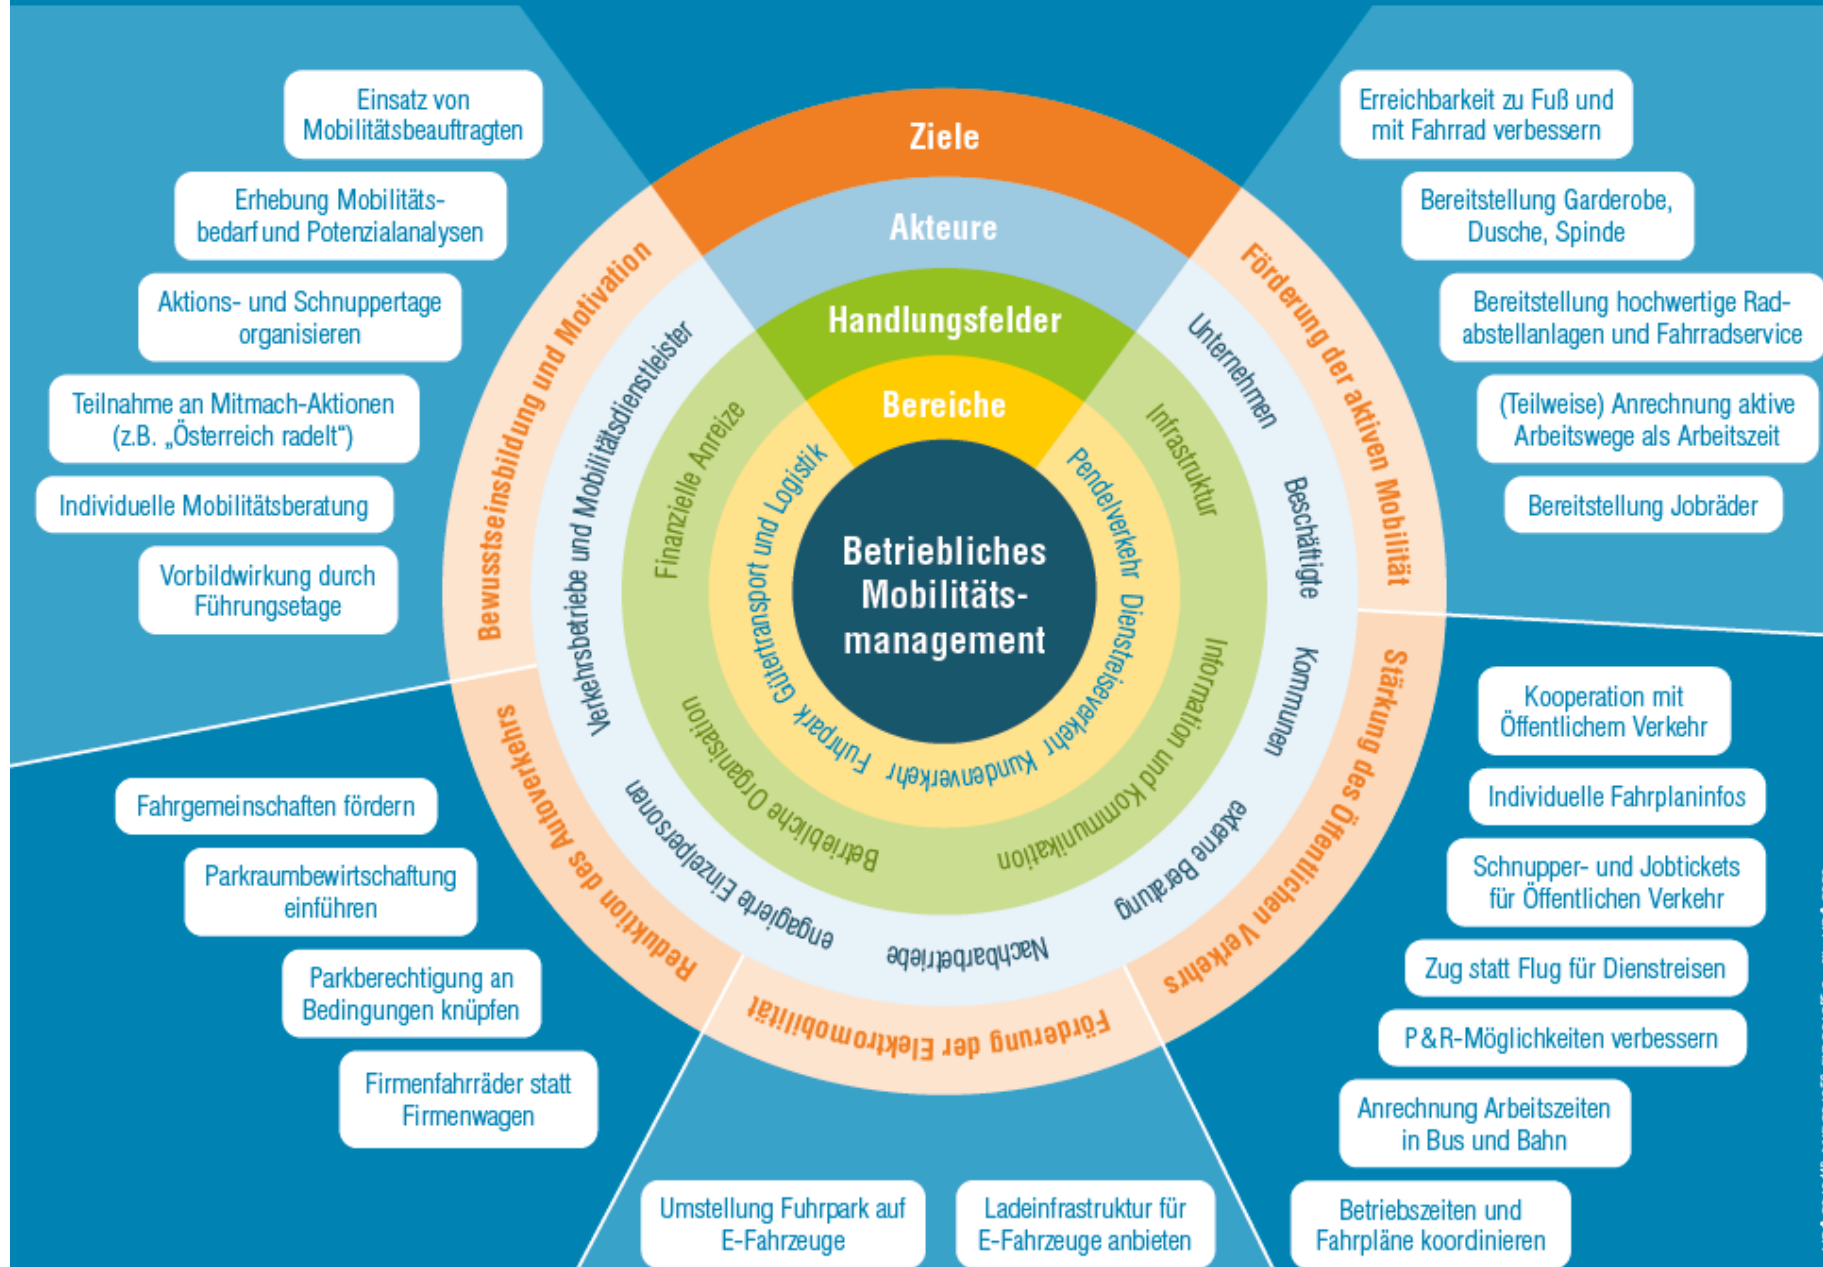 Ziele
Akteure
Handlungsfelder
Bereiche
Betriebliches
Mobilitäts-
management
Pendelverkehr
Dienstreiseverkehr
Kundenverkehr
Fuhrpark
Gütertransport und Logistik
Infrastruktur
Information und Kommunikation
Betriebliche Organisation
Finanzielle Anreize
Unternehmen
Beschäftigte
Kommunen
externe Beratung
Nachbarbetriebe
engagierte Einzelpersonen
Verkehrsbetriebe und Mobilitätsdienstleister
Förderung der aktiven Mobilität
Erreichbarkeit zu Fuß und
mit Fahrrad verbessern
Bereitstellung Garderobe,
Dusche, Spinde
Bereitstellung hochwertige Rad-
abstellanlagen und Fahrradservice
(Teilweise) Anrechnung aktive
Arbeitswege als Arbeitszeit
Bereitstellung Jobräder
Stärkung des Öffentlichen Verkehrs
Kooperation mit
Öffentlichem Verkehr
Individuelle Fahrplaninfos
Schnupper- und Jobtickets
für Öffentlichen Verkehr
Zug statt Flug für Dienstreisen
P&R-Möglichkeiten verbessern
Anrechnung Arbeitszeiten
in Bus und Bahn
Betriebszeiten und
Fahrpläne koordinieren
Förderung der Elektromobilität
Umstellung Fuhrpark auf
E-Fahrzeuge
Ladeinfrastruktur für
E-Fahrzeuge anbieten
Reduktion des Autoverkehrs
Fahrgemeinschaften fördern
Parkraumbewirtschaftung
einführen
Parkberechtigung an
Bedingungen knüpfen
Firmenfahrräder statt
Firmenwagen
Bewusstseinsbildung und Motivation
Einsatz von
Mobilitätsbeauftragten
Erhebung Mobilitäts-
bedarf und Potenzialanalysen
Aktions- und Schnuppertage
organisieren
Teilnahme an Mitmach-Aktionen
(z.B. „Österreich radelt“)
Individuelle Mobilitätsberatung
Vorbildwirkung durch
Führungsetage